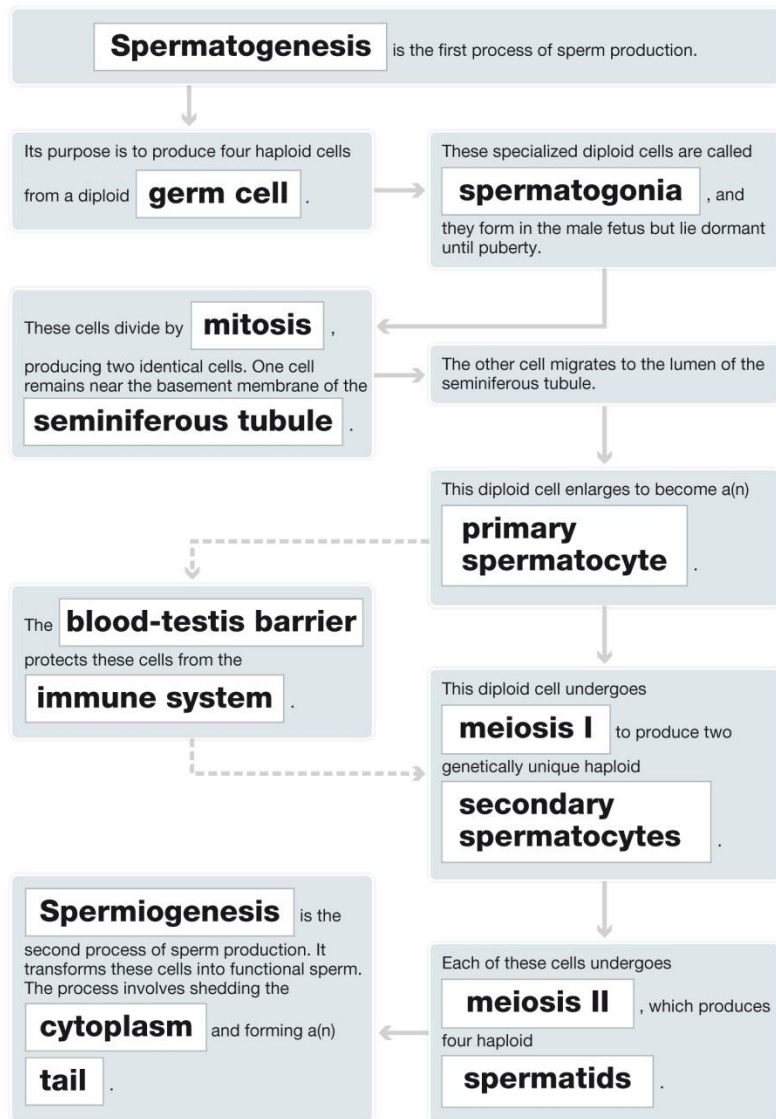 Spermatogenesis is the first process of sperm production.
Its purpose is to produce four haploid cells
from a diploid germ cell .
These specialized diploid cells are called
spermatogonia , and
they form in the male fetus but lie dormant
until puberty.
These cells divide by mitosis ,
producing two identical cells. One cell
remains near the basement membrane of the
seminiferous tubule .
The other cell migrates to the lumen of the
seminiferous tubule.
This diploid cell enlarges to become a(n)
primary
spermatocyte .
The blood-testis barrier
protects these cells from the
immune system .
This diploid cell undergoes
meiosis I to produce two
genetically unique haploid
secondary
spermatocytes .
Each of these cells undergoes
meiosis II , which produces
four haploid
spermatids .
Spermiogenesis is the
second process of sperm production. It
transforms these cells into functional sperm.
The process involves shedding the
cytoplasm and forming a(n)
tail .